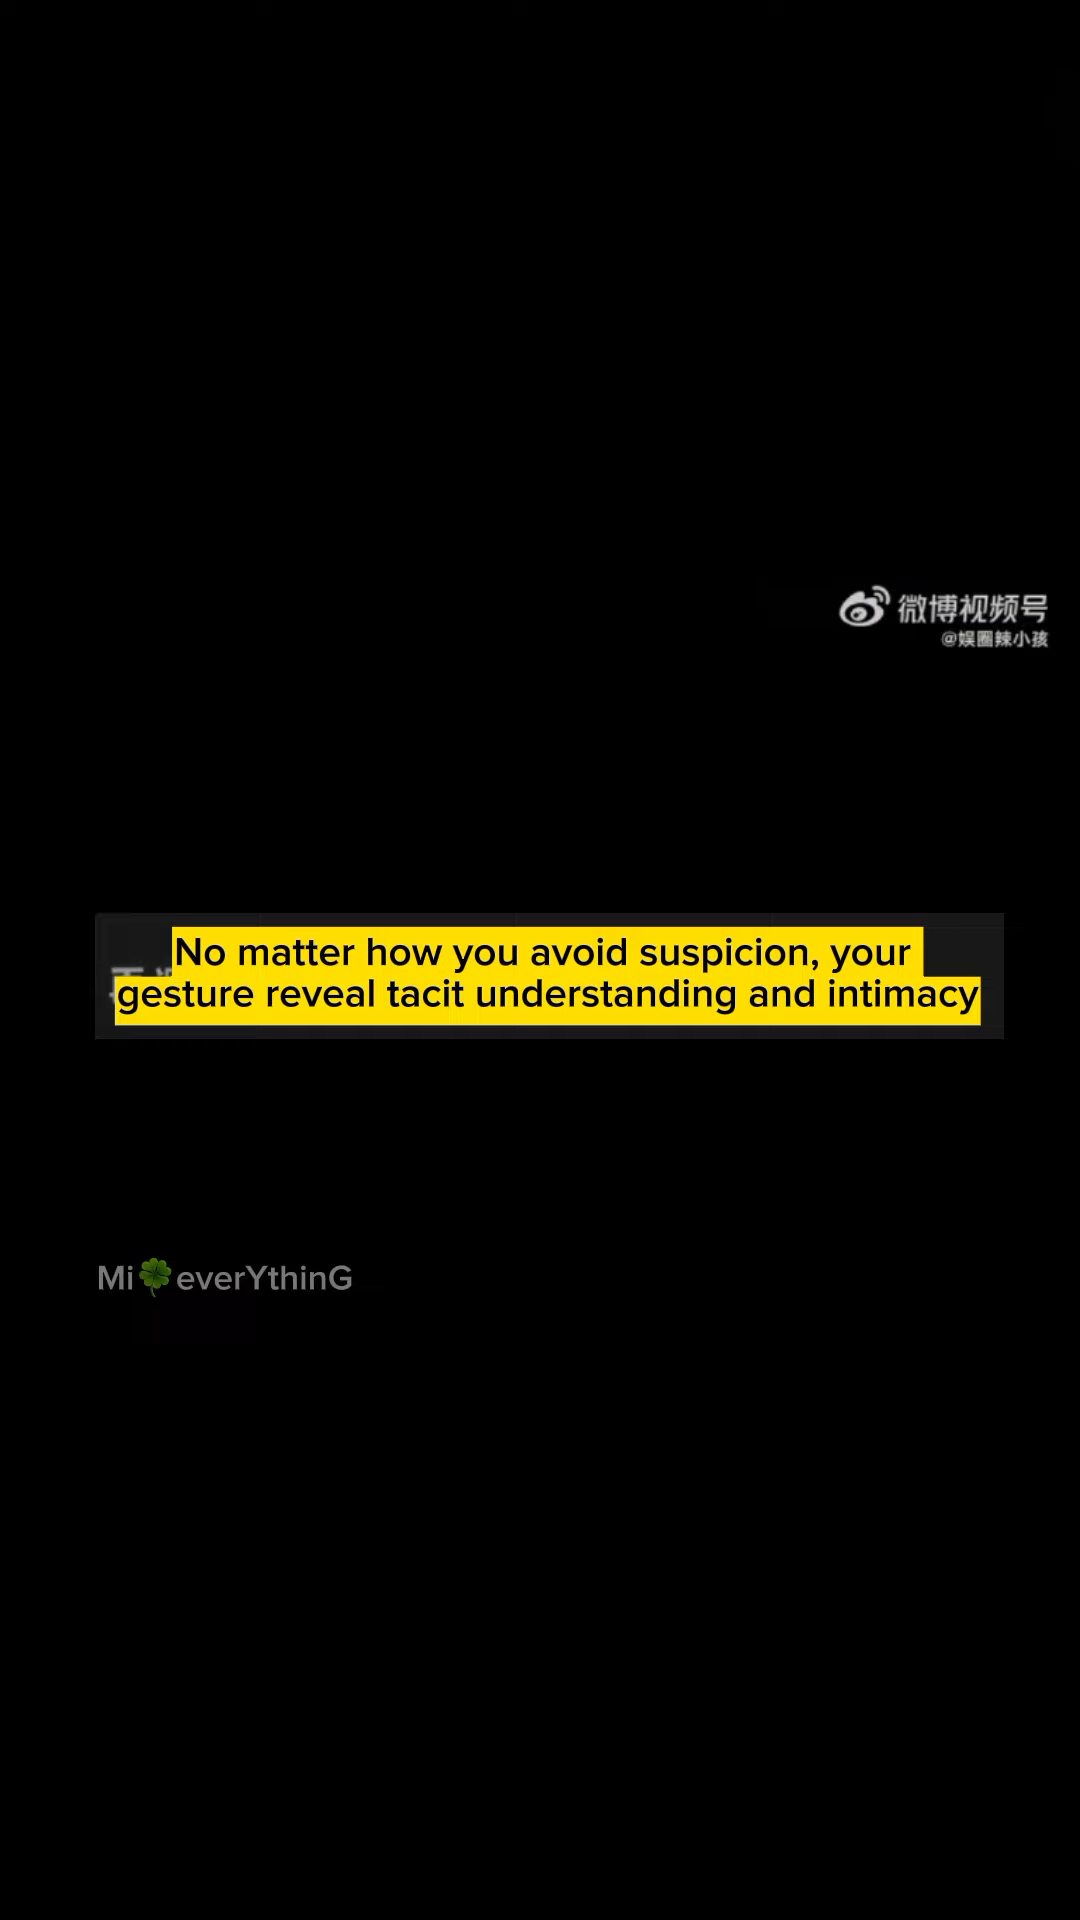 微博视频号
@娱圈辣小孩
No matter how you avoid suspicion, your
gesture reveal tacit understanding and intimacy
Mi🍀everYthinG